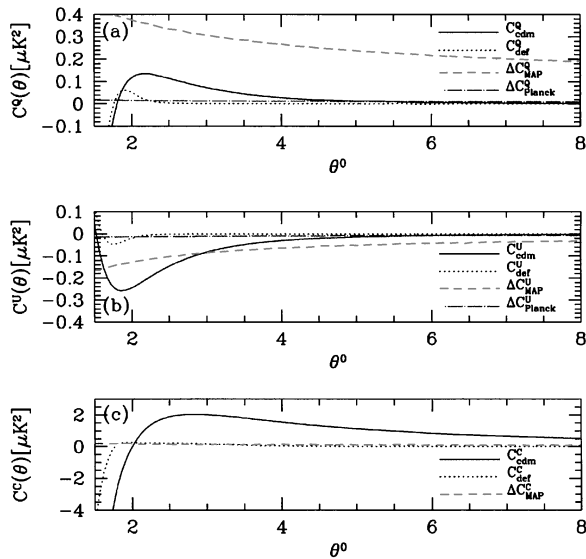 (a)
C^Q(θ)[μK²]
0.4
0.3
0.2
0.1
0
-0.1
C^Q_cdm
C^Q_def
ΔC^Q_MAP
ΔC^Q_Planck
2 4 6 8
θ⁰
(b)
C^U(θ)[μK²]
0.1
0
-0.1
-0.2
-0.3
-0.4
C^U_cdm
C^U_def
ΔC^U_MAP
ΔC^U_Planck
2 4 6 8
θ⁰
(c)
C^C(θ)[μK²]
2
0
-2
-4
C^C_cdm
C^C_def
ΔC^C_MAP
2 4 6 8
θ⁰